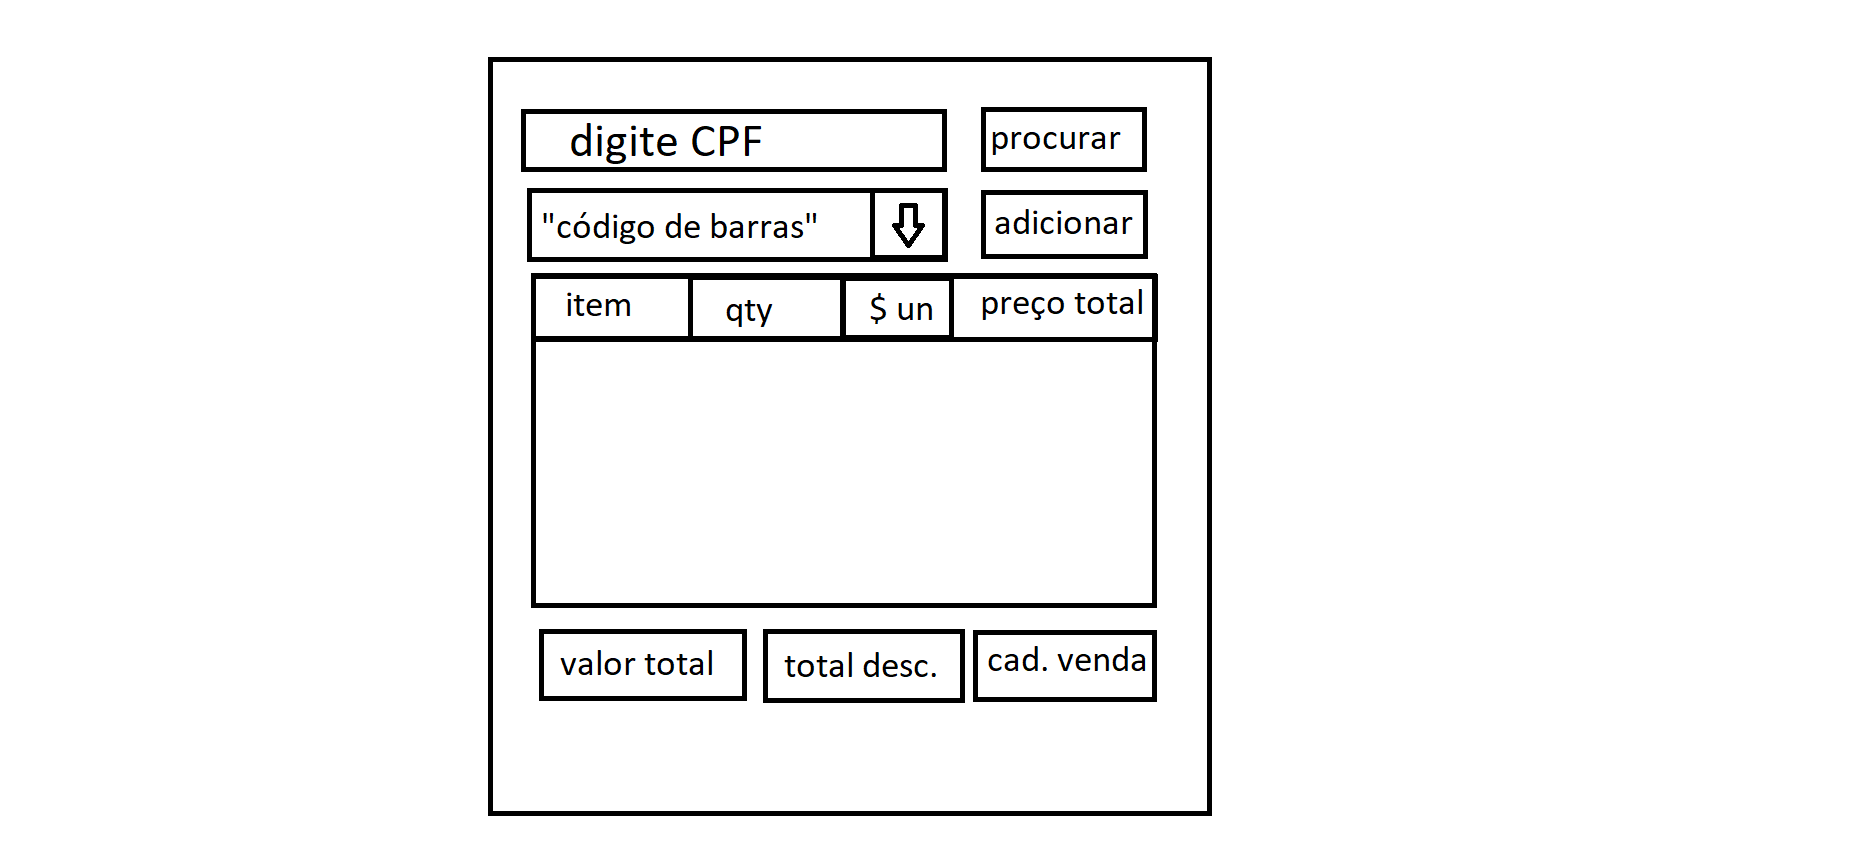 digite CPF
procurar
"código de barras"
adicionar
item
qty
$ un
preço total
valor total
total desc.
cad. venda